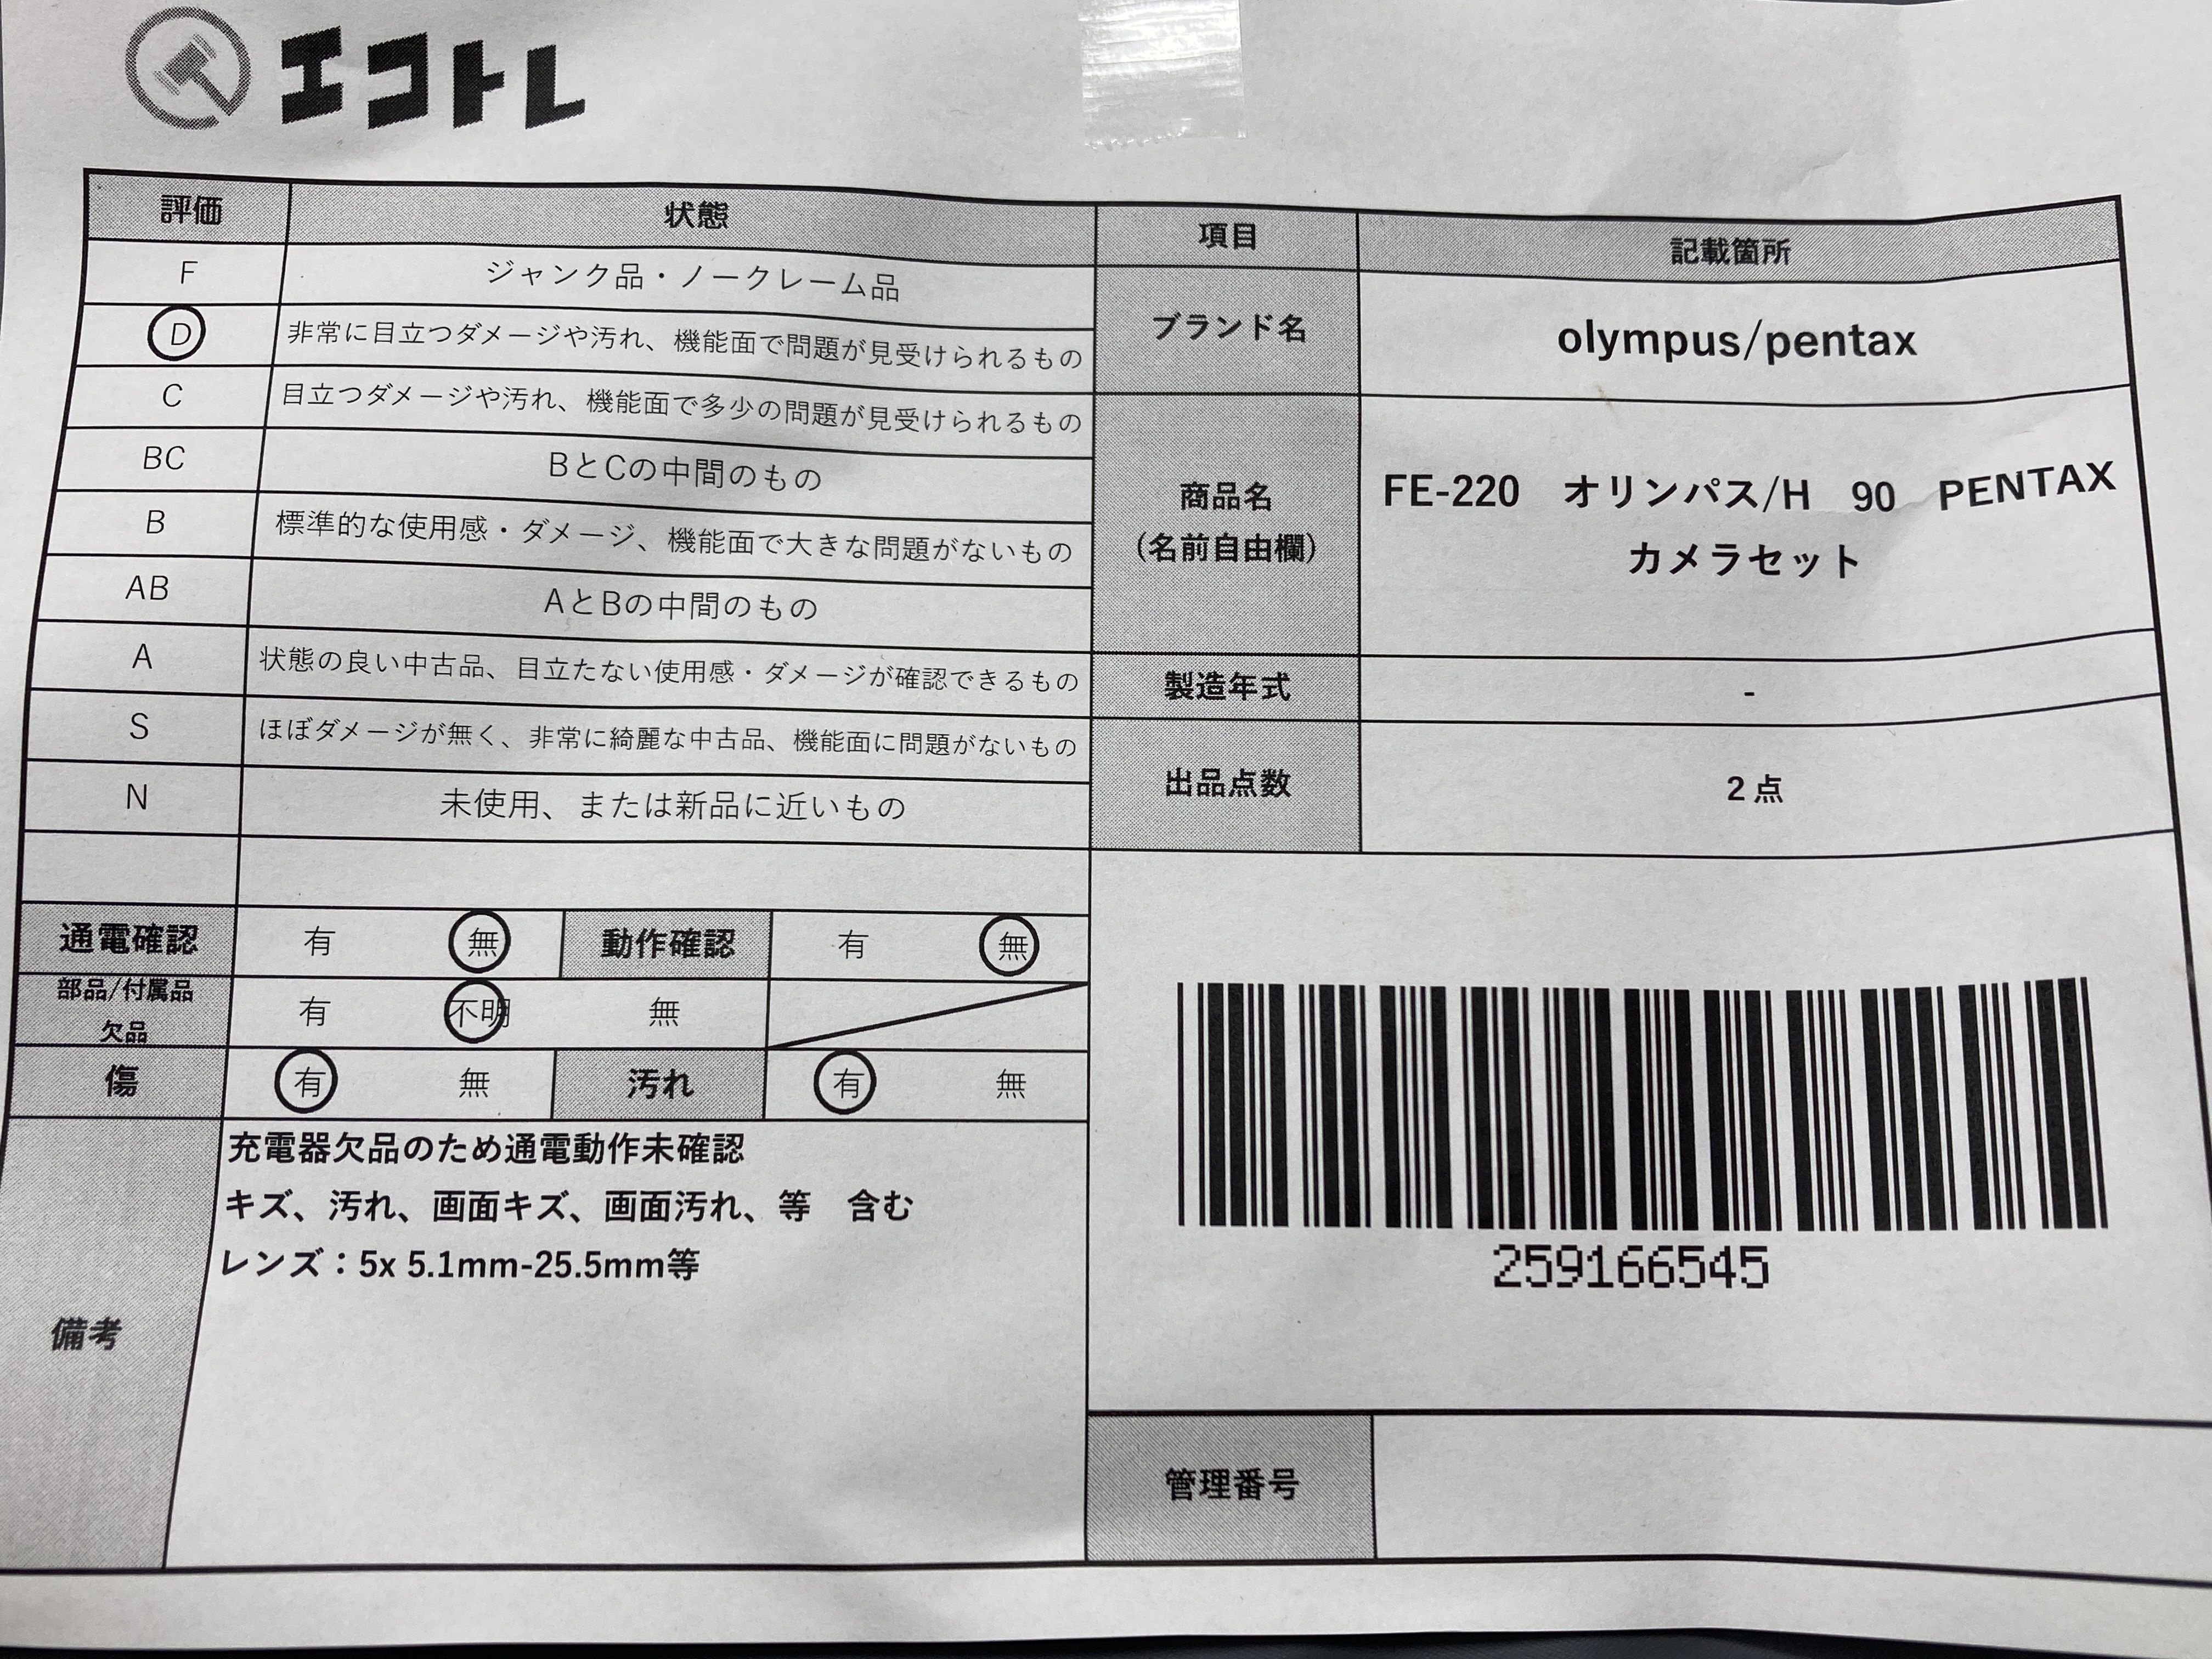 エコトレ
評価 状態
F ジャンク品・ノークレーム品
D 非常に目立つダメージや汚れ、機能面で問題が見受けられるもの
C 目立つダメージや汚れ、機能面で多少の問題が見受けられるもの
BC BとCの中間のもの
B 標準的な使用感・ダメージ、機能面で大きな問題がないもの
AB AとBの中間のもの
A 状態の良い中古品、目立たない使用感・ダメージが確認できるもの
S ほぼダメージが無く、非常に綺麗な中古品、機能面に問題がないもの
N 未使用、または新品に近いもの
通電確認 有 無 動作確認 有 無
部品/付属品
欠品 有 不明 無
傷 有 無 汚れ 有 無
備考
充電器欠品のため通電動作未確認
キズ、汚れ、画面キズ、画面汚れ、等　含む
レンズ：5x 5.1mm-25.5mm等
項目 記載箇所
ブランド名 olympus/pentax
商品名
(名前自由欄)
FE-220　オリンパス/H　90　PENTAX
カメラセット
製造年式 -
出品点数 2点
259166545
管理番号